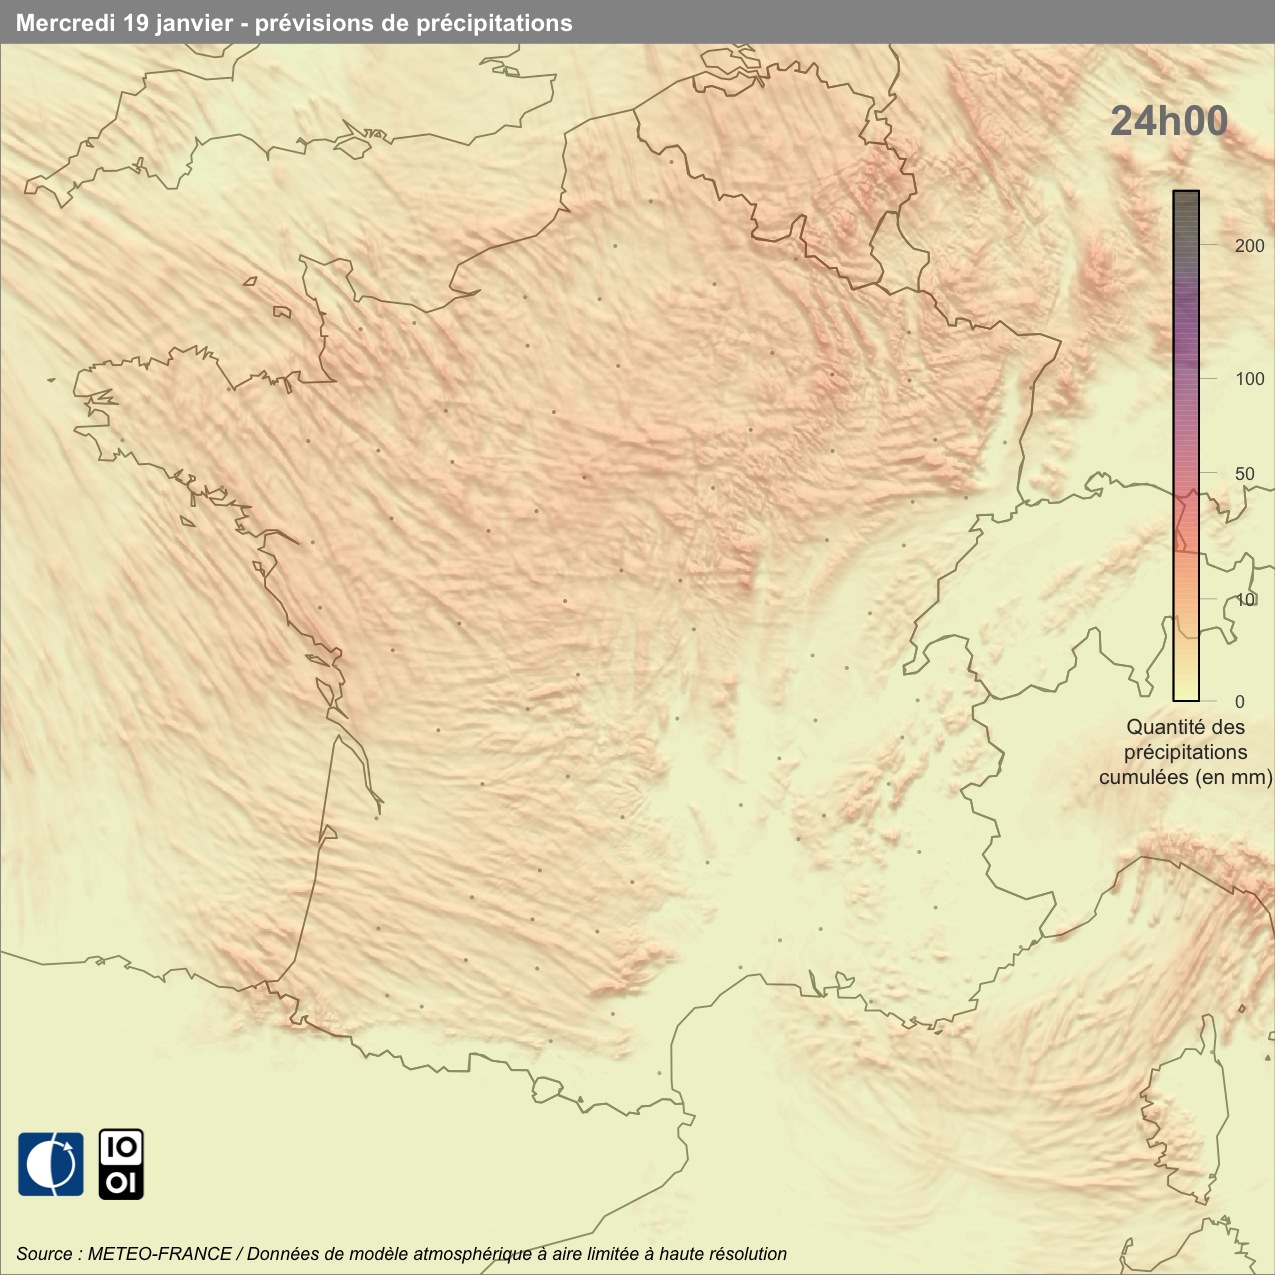 Mercredi 19 janvier - prévisions de précipitations
24h00
200
100
50
10
0
Quantité des
précipitations
cumulées (en mm)
IO
OI
Source : METEO-FRANCE / Données de modèle atmosphérique à aire limitée à haute résolution